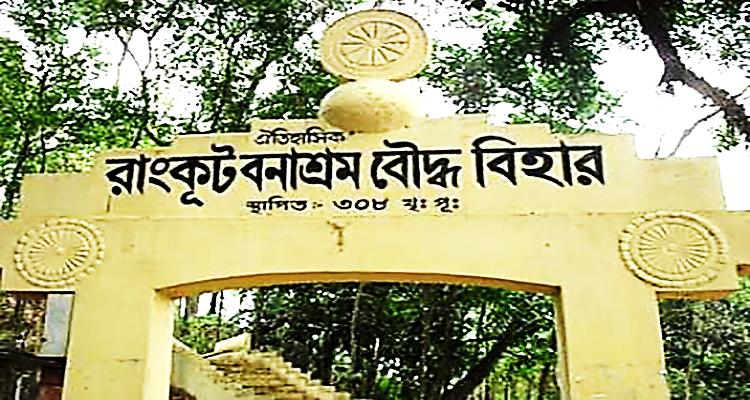 ঐতিহাসিক
রাংকূট বনাশ্রম বৌদ্ধ বিহার
স্থাপিত :- ৩০৮ খৃঃ পূঃ